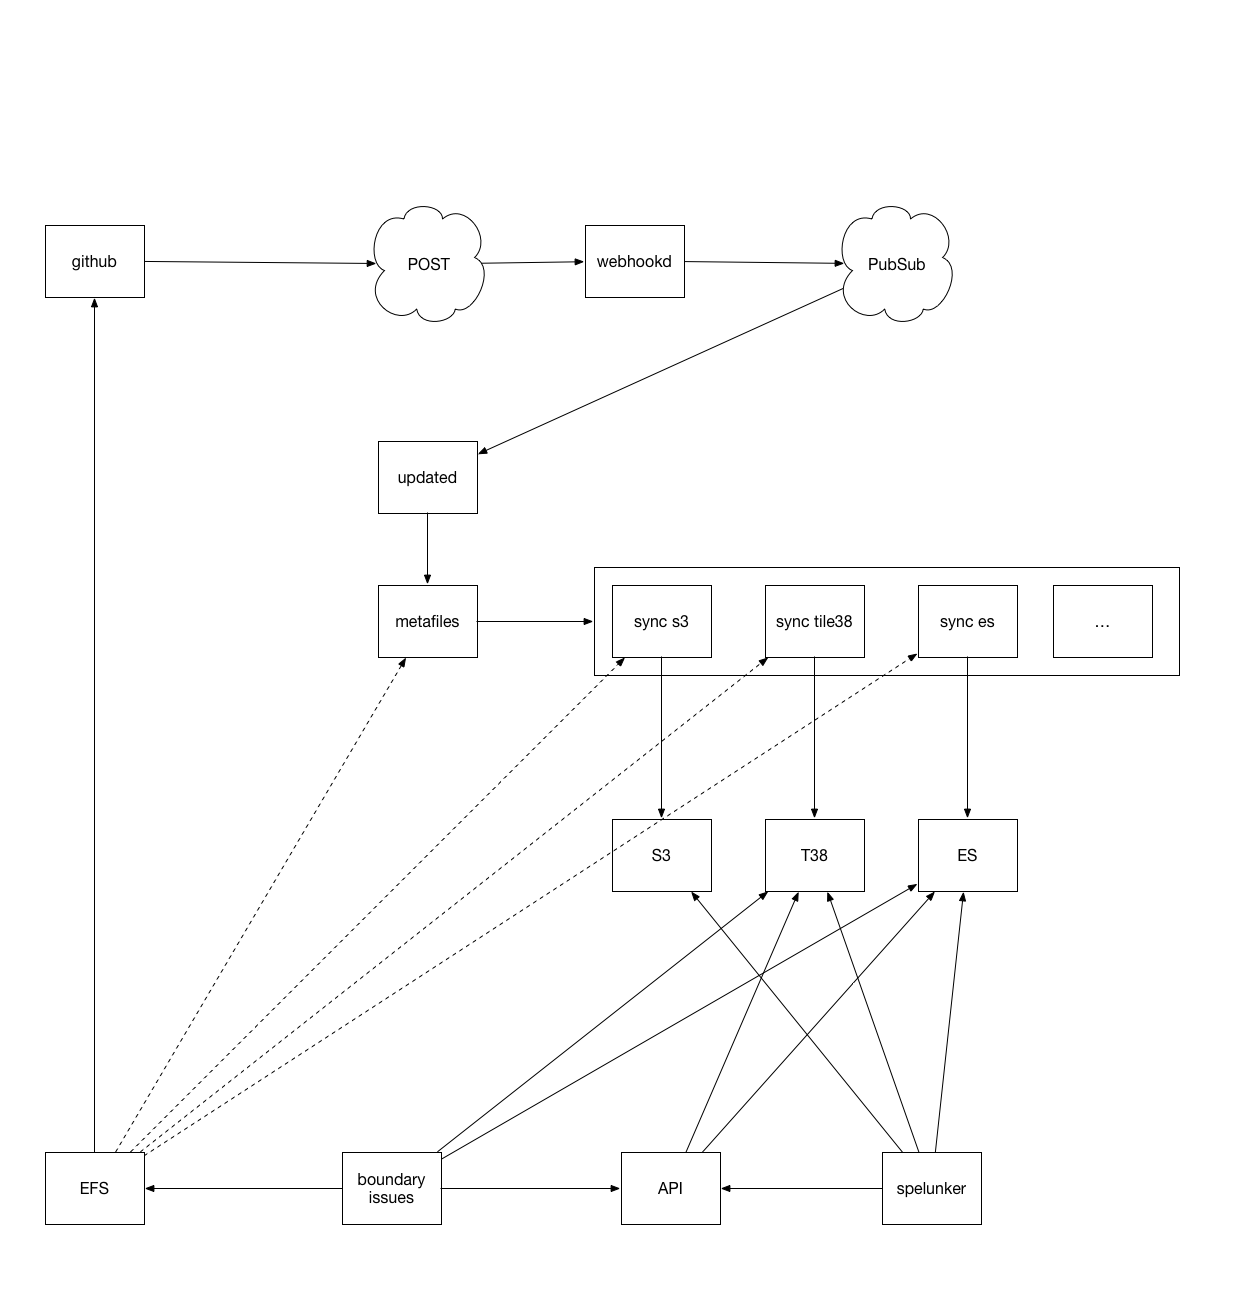 github
POST
webhookd
PubSub
updated
metafiles
sync s3
sync tile38
sync es
...
S3
T38
ES
EFS
boundary
issues
API
spelunker